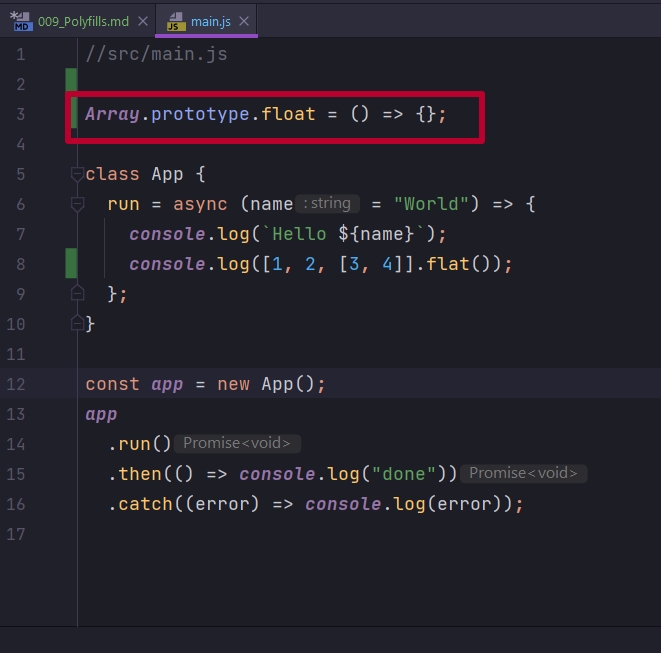 MD 009_Polyfills.md JS main.js
1 //src/main.js
2
3 Array.prototype.float = () => {};
4
5 class App {
6 run = async (name : string = "World") => {
7 console.log(`Hello ${name}`);
8 console.log([1, 2, [3, 4]].flat());
9 };
10 }
11
12 const app = new App();
13 app
14 .run() Promise<void>
15 .then(() => console.log("done")) Promise<void>
16 .catch((error) => console.log(error));
17